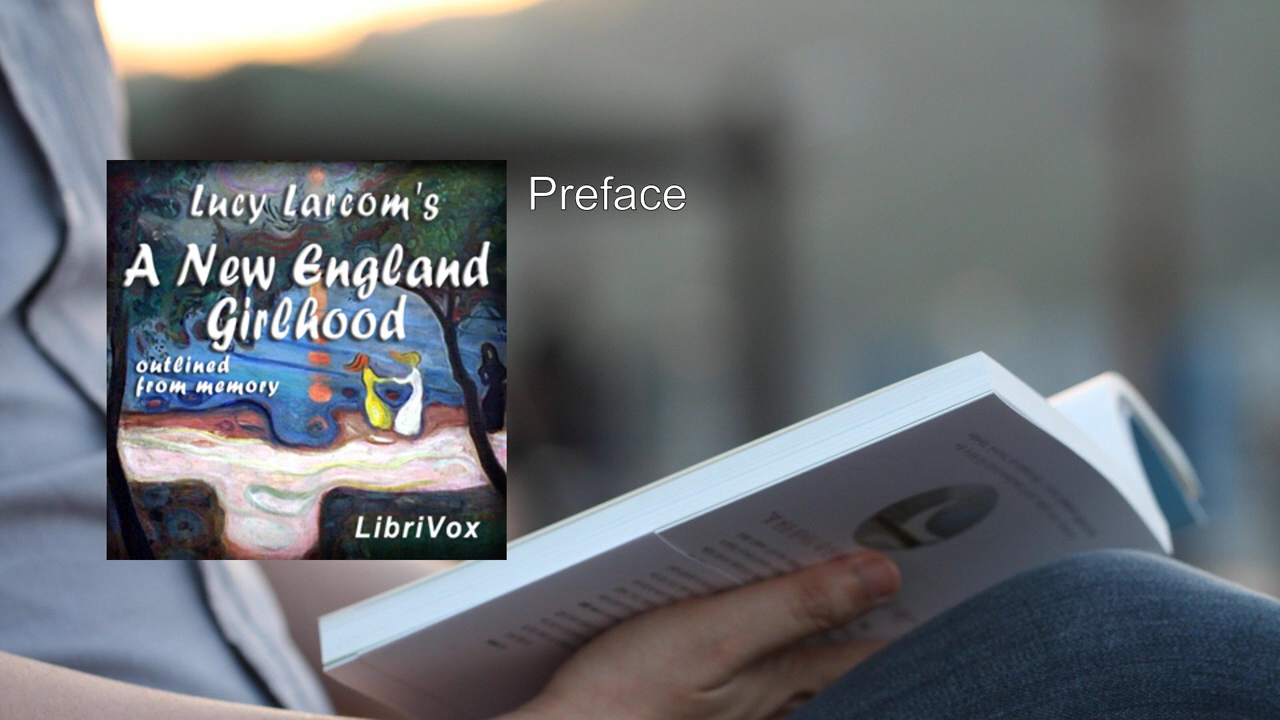 Lucy Larcom's
A New England
Girlhood
outlined
from memory
LibriVox
Preface